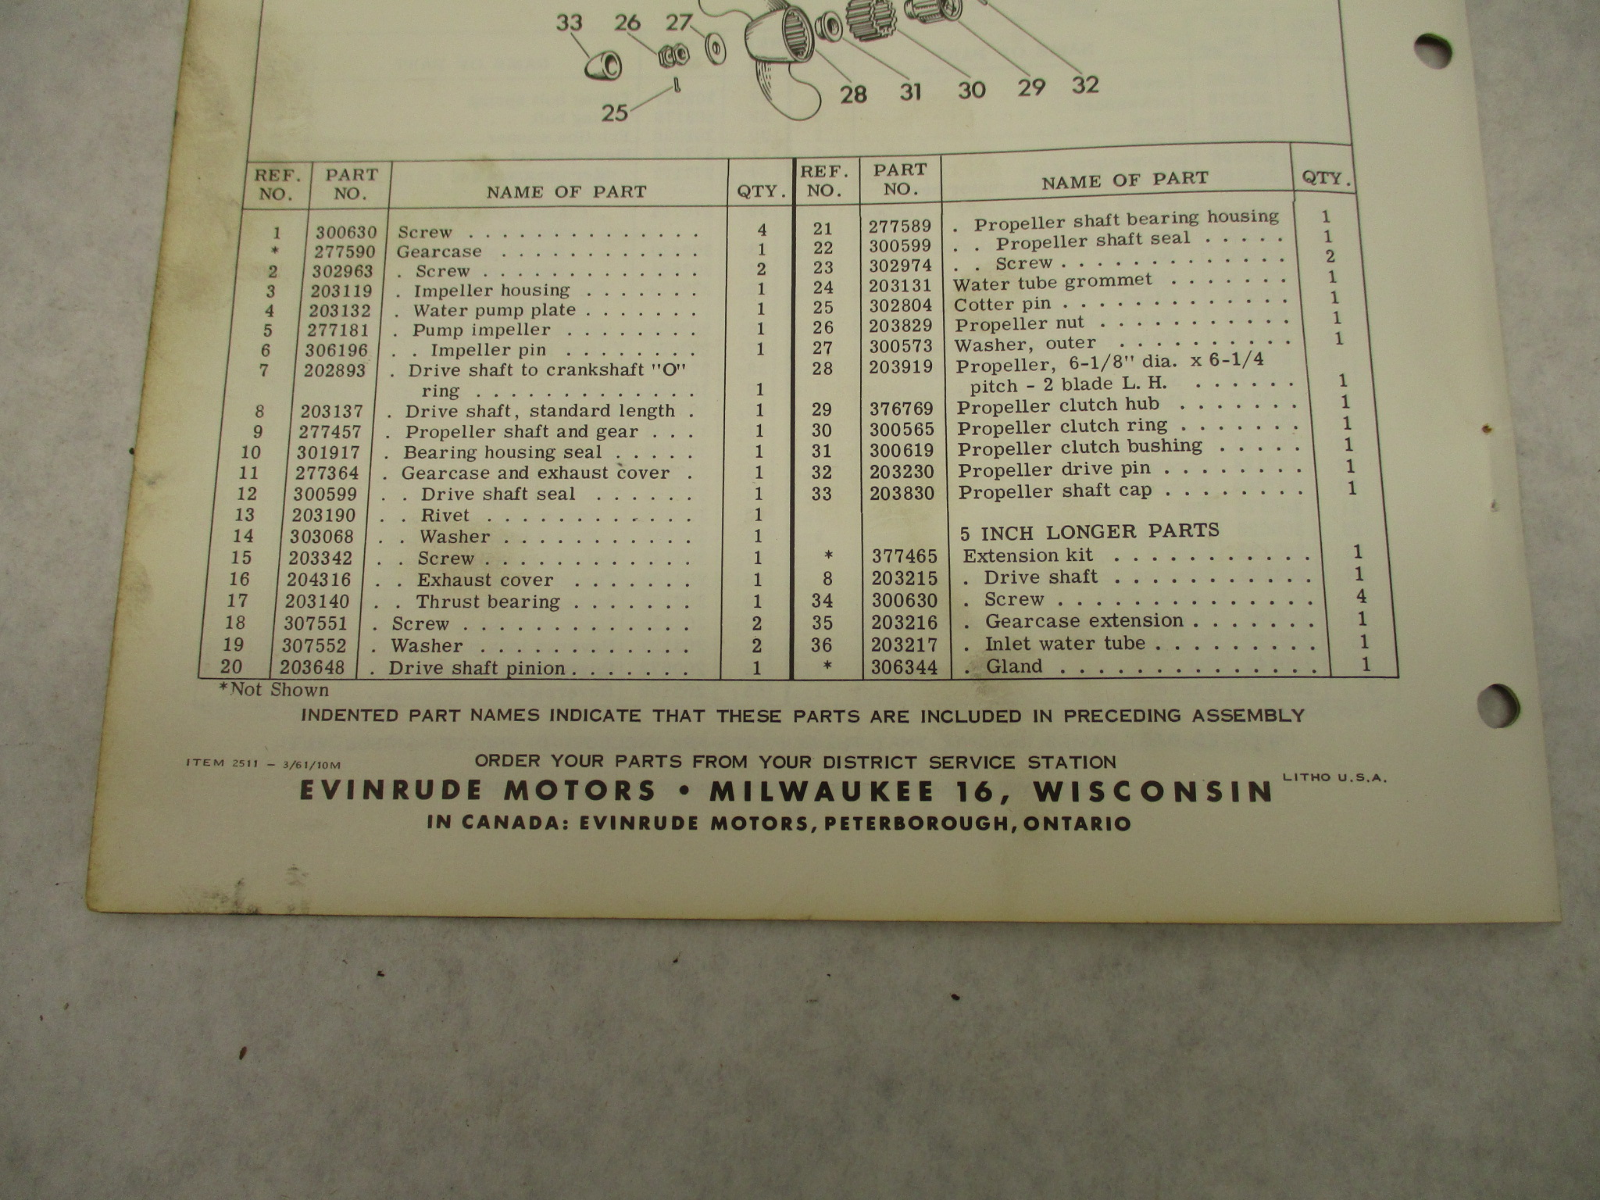 33 26 27
25
28 31 30 29 32
REF. NO. PART NO. NAME OF PART QTY.
1 300630 Screw . . . . . . . . . . . . . . 4
* 277590 Gearcase . . . . . . . . . . . . 1
2 302963 . Screw . . . . . . . . . . . . . 2
3 203119 . Impeller housing . . . . . . . 1
4 203132 . Water pump plate . . . . . . . 1
5 277181 . Pump impeller . . . . . . . . 1
6 306196 . . Impeller pin . . . . . . . . 1
7 202893 . Drive shaft to crankshaft "O"
ring . . . . . . . . . . . . . 1
8 203137 . Drive shaft, standard length . 1
9 277457 . Propeller shaft and gear . . . 1
10 301917 . Bearing housing seal . . . . . 1
11 277364 . Gearcase and exhaust cover . 1
12 300599 . . Drive shaft seal . . . . . . 1
13 203190 . . Rivet . . . . . . . . . . . . 1
14 303068 . . Washer . . . . . . . . . . . 1
15 203342 . . Screw . . . . . . . . . . . . 1
16 204316 . . Exhaust cover . . . . . . . 1
17 203140 . . Thrust bearing . . . . . . . 1
18 307551 . Screw . . . . . . . . . . . . . 2
19 307552 . Washer . . . . . . . . . . . . 2
20 203648 . Drive shaft pinion . . . . . . . 1
REF. NO. PART NO. NAME OF PART QTY.
21 277589 . Propeller shaft bearing housing 1
22 300599 . . Propeller shaft seal . . . . . 1
23 302974 . . Screw . . . . . . . . . . . . . 2
24 203131 Water tube grommet . . . . . . . 1
25 302804 Cotter pin . . . . . . . . . . . . . 1
26 203829 Propeller nut . . . . . . . . . . . 1
27 300573 Washer, outer . . . . . . . . . . 1
28 203919 Propeller, 6-1/8" dia. x 6-1/4
pitch - 2 blade L. H. . . . . . . 1
29 376769 Propeller clutch hub . . . . . . . 1
30 300565 Propeller clutch ring . . . . . . . 1
31 300619 Propeller clutch bushing . . . . . 1
32 203230 Propeller drive pin . . . . . . . . 1
33 203830 Propeller shaft cap . . . . . . . . 1
5 INCH LONGER PARTS
* 377465 Extension kit . . . . . . . . . . . 1
8 203215 . Drive shaft . . . . . . . . . . . 1
34 300630 . Screw . . . . . . . . . . . . . . 4
35 203216 . Gearcase extension . . . . . . . 1
36 203217 . Inlet water tube . . . . . . . . . 1
* 306344 . Gland . . . . . . . . . . . . . . 1
*Not Shown
INDENTED PART NAMES INDICATE THAT THESE PARTS ARE INCLUDED IN PRECEDING ASSEMBLY
ORDER YOUR PARTS FROM YOUR DISTRICT SERVICE STATION
ITEM 2511 - 3/61/10M
EVINRUDE MOTORS • MILWAUKEE 16, WISCONSIN
LITHO U.S.A.
IN CANADA: EVINRUDE MOTORS, PETERBOROUGH, ONTARIO